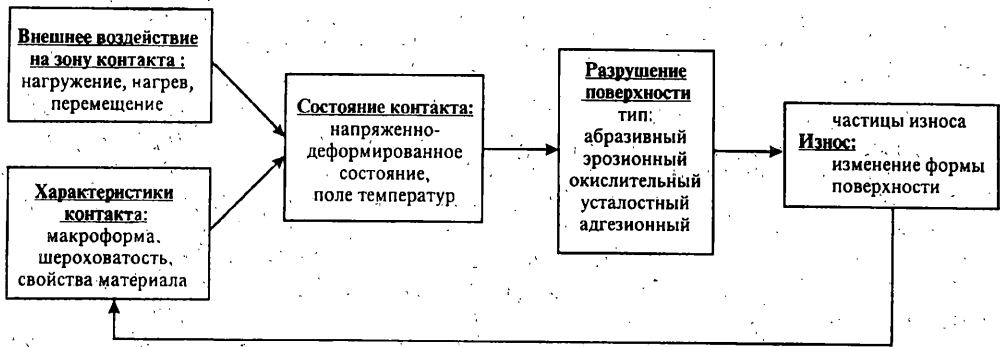 Внешнее воздействие
на зону контакта :
нагружение, нагрев,
перемещение
Характеристики
контакта:
макроформа.
шероховатость,
свойства материала
Состояние контакта:
напряженно-
деформированное
состояние,
поле температур
Разрушение
поверхности
тип:
абразивный
эрозионный
окислительный
усталостный
адгезионный
частицы износа
Износ:
изменение формы
поверхности